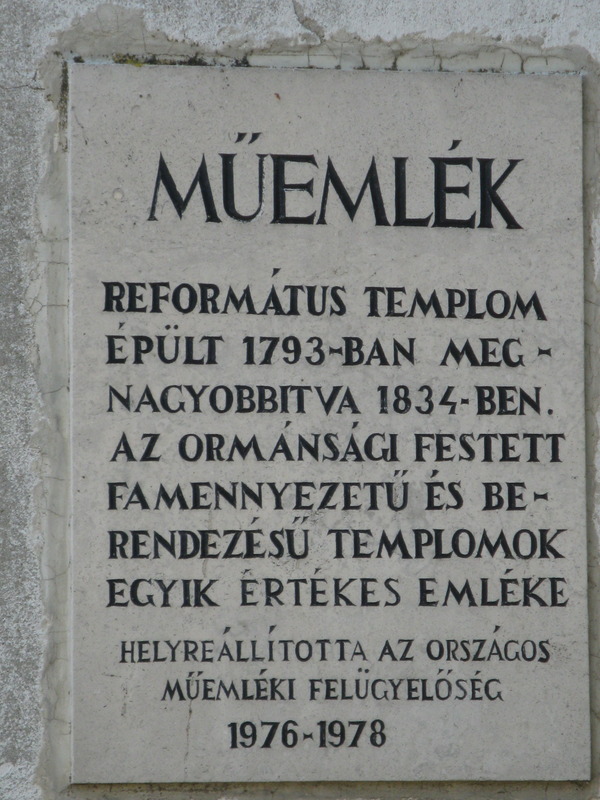 MŰEMLÉK
REFORMÁTUS TEMPLOM
ÉPÜLT 1793-BAN MEG-
NAGYOBBITVA 1834-BEN.
AZ ORMÁNSÁGI FESTETT
FAMENNYEZETŰ ÉS BE-
RENDEZÉSŰ TEMPLOMOK
EGYIK ÉRTÉKES EMLÉKE
HELYREÁLLÍTOTTA AZ ORSZÁGOS
MŰEMLÉKI FELÜGYELŐSÉG
1976-1978